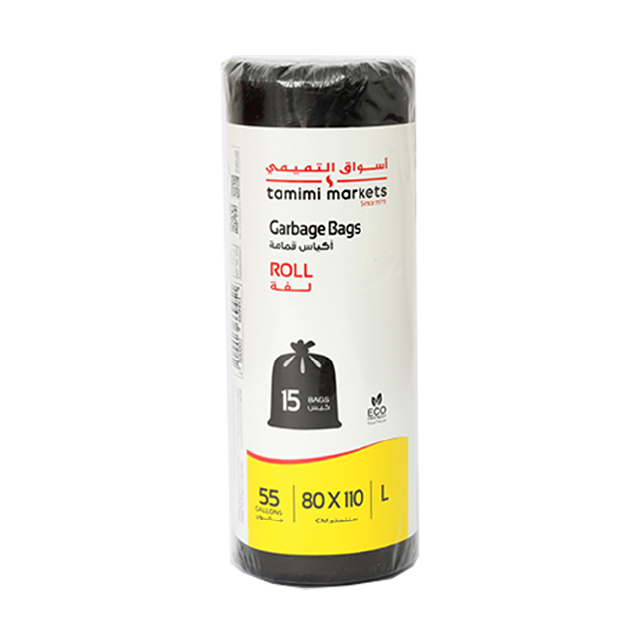 أسواق التميمي
tamimi markets
Since 1979
Garbage Bags
أكياس قمامة
ROLL
لفة
15 BAGS
كيس
ECO
55 | 80 X 110 | L
GALLONS
جالون
CM سنتيمتر